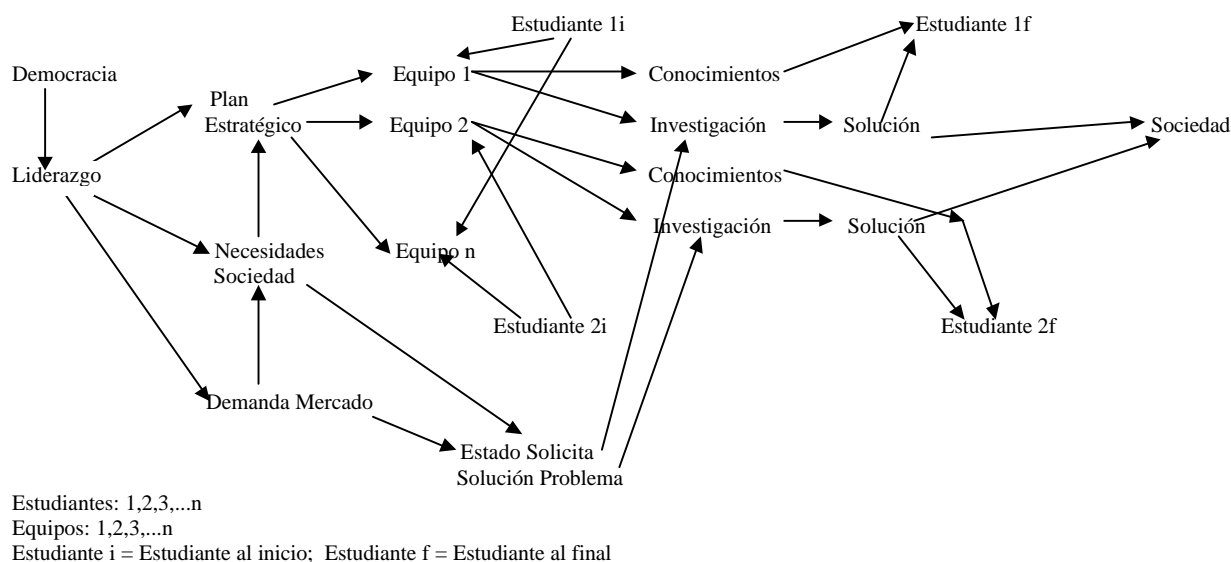 Estudiante 1i
Estudiante 1f
Democracia
Equipo 1
Conocimientos
Plan
Estratégico
Equipo 2
Investigación
Solución
Sociedad
Liderazgo
Conocimientos
Investigación
Solución
Necesidades
Sociedad
Equipo n
Estudiante 2i
Estudiante 2f
Demanda Mercado
Estado Solicita
Solución Problema
Estudiantes: 1,2,3,...n
Equipos: 1,2,3,...n
Estudiante i = Estudiante al inicio; Estudiante f = Estudiante al final